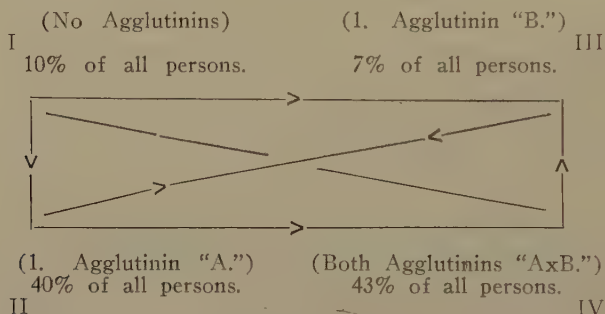 (No Agglutinins) (1. Agglutinin “B.”)
I III
10% of all persons. 7% of all persons.
(1. Agglutinin “A.”) (Both Agglutinins “AxB.”)
40% of all persons. 43% of all persons.
II IV